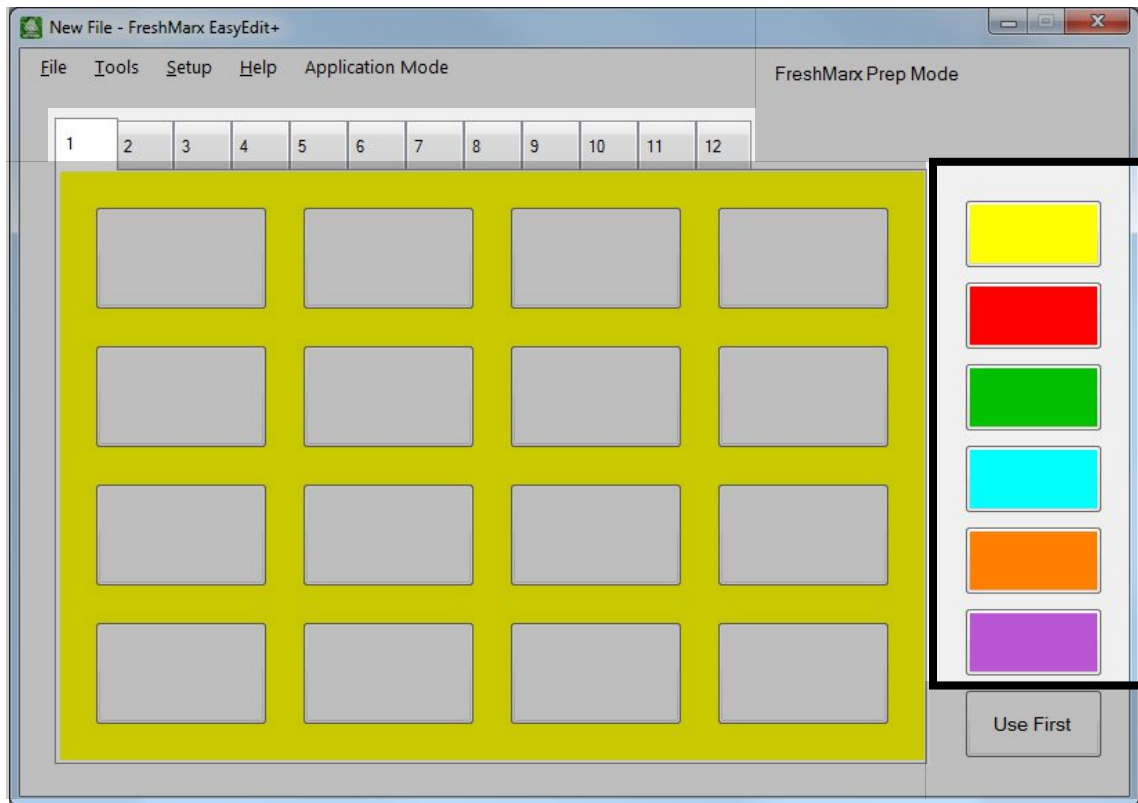 New File - FreshMarx EasyEdit+
File Tools Setup Help Application Mode
FreshMarx Prep Mode
1 2 3 4 5 6 7 8 9 10 11 12
Use First